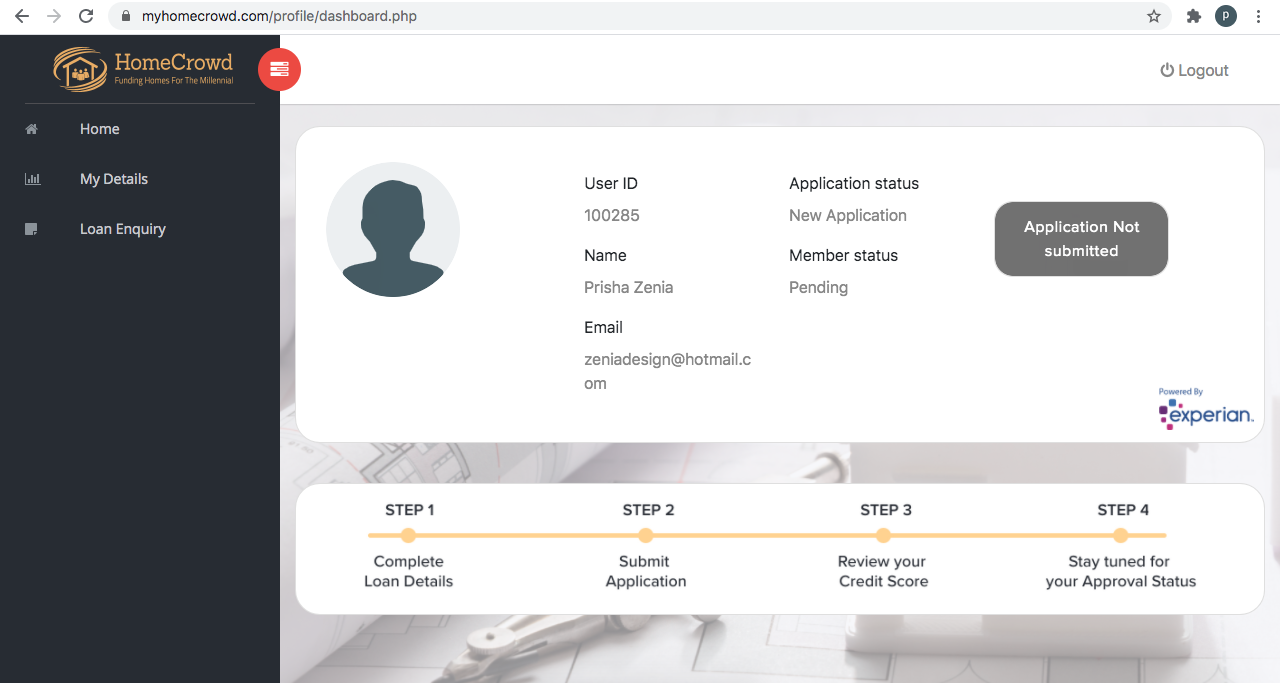 myhomecrowd.com/profile/dashboard.php
P
HomeCrowd
Funding Homes For The Millennial
Logout
Home
My Details
Loan Enquiry
User ID
100285
Name
Prisha Zenia
Email
zeniadesign@hotmail.c
om
Application status
New Application
Member status
Pending
Application Not
submitted
Powered By
experian.
STEP 1
Complete
Loan Details
STEP 2
Submit
Application
STEP 3
Review your
Credit Score
STEP 4
Stay tuned for
your Approval Status